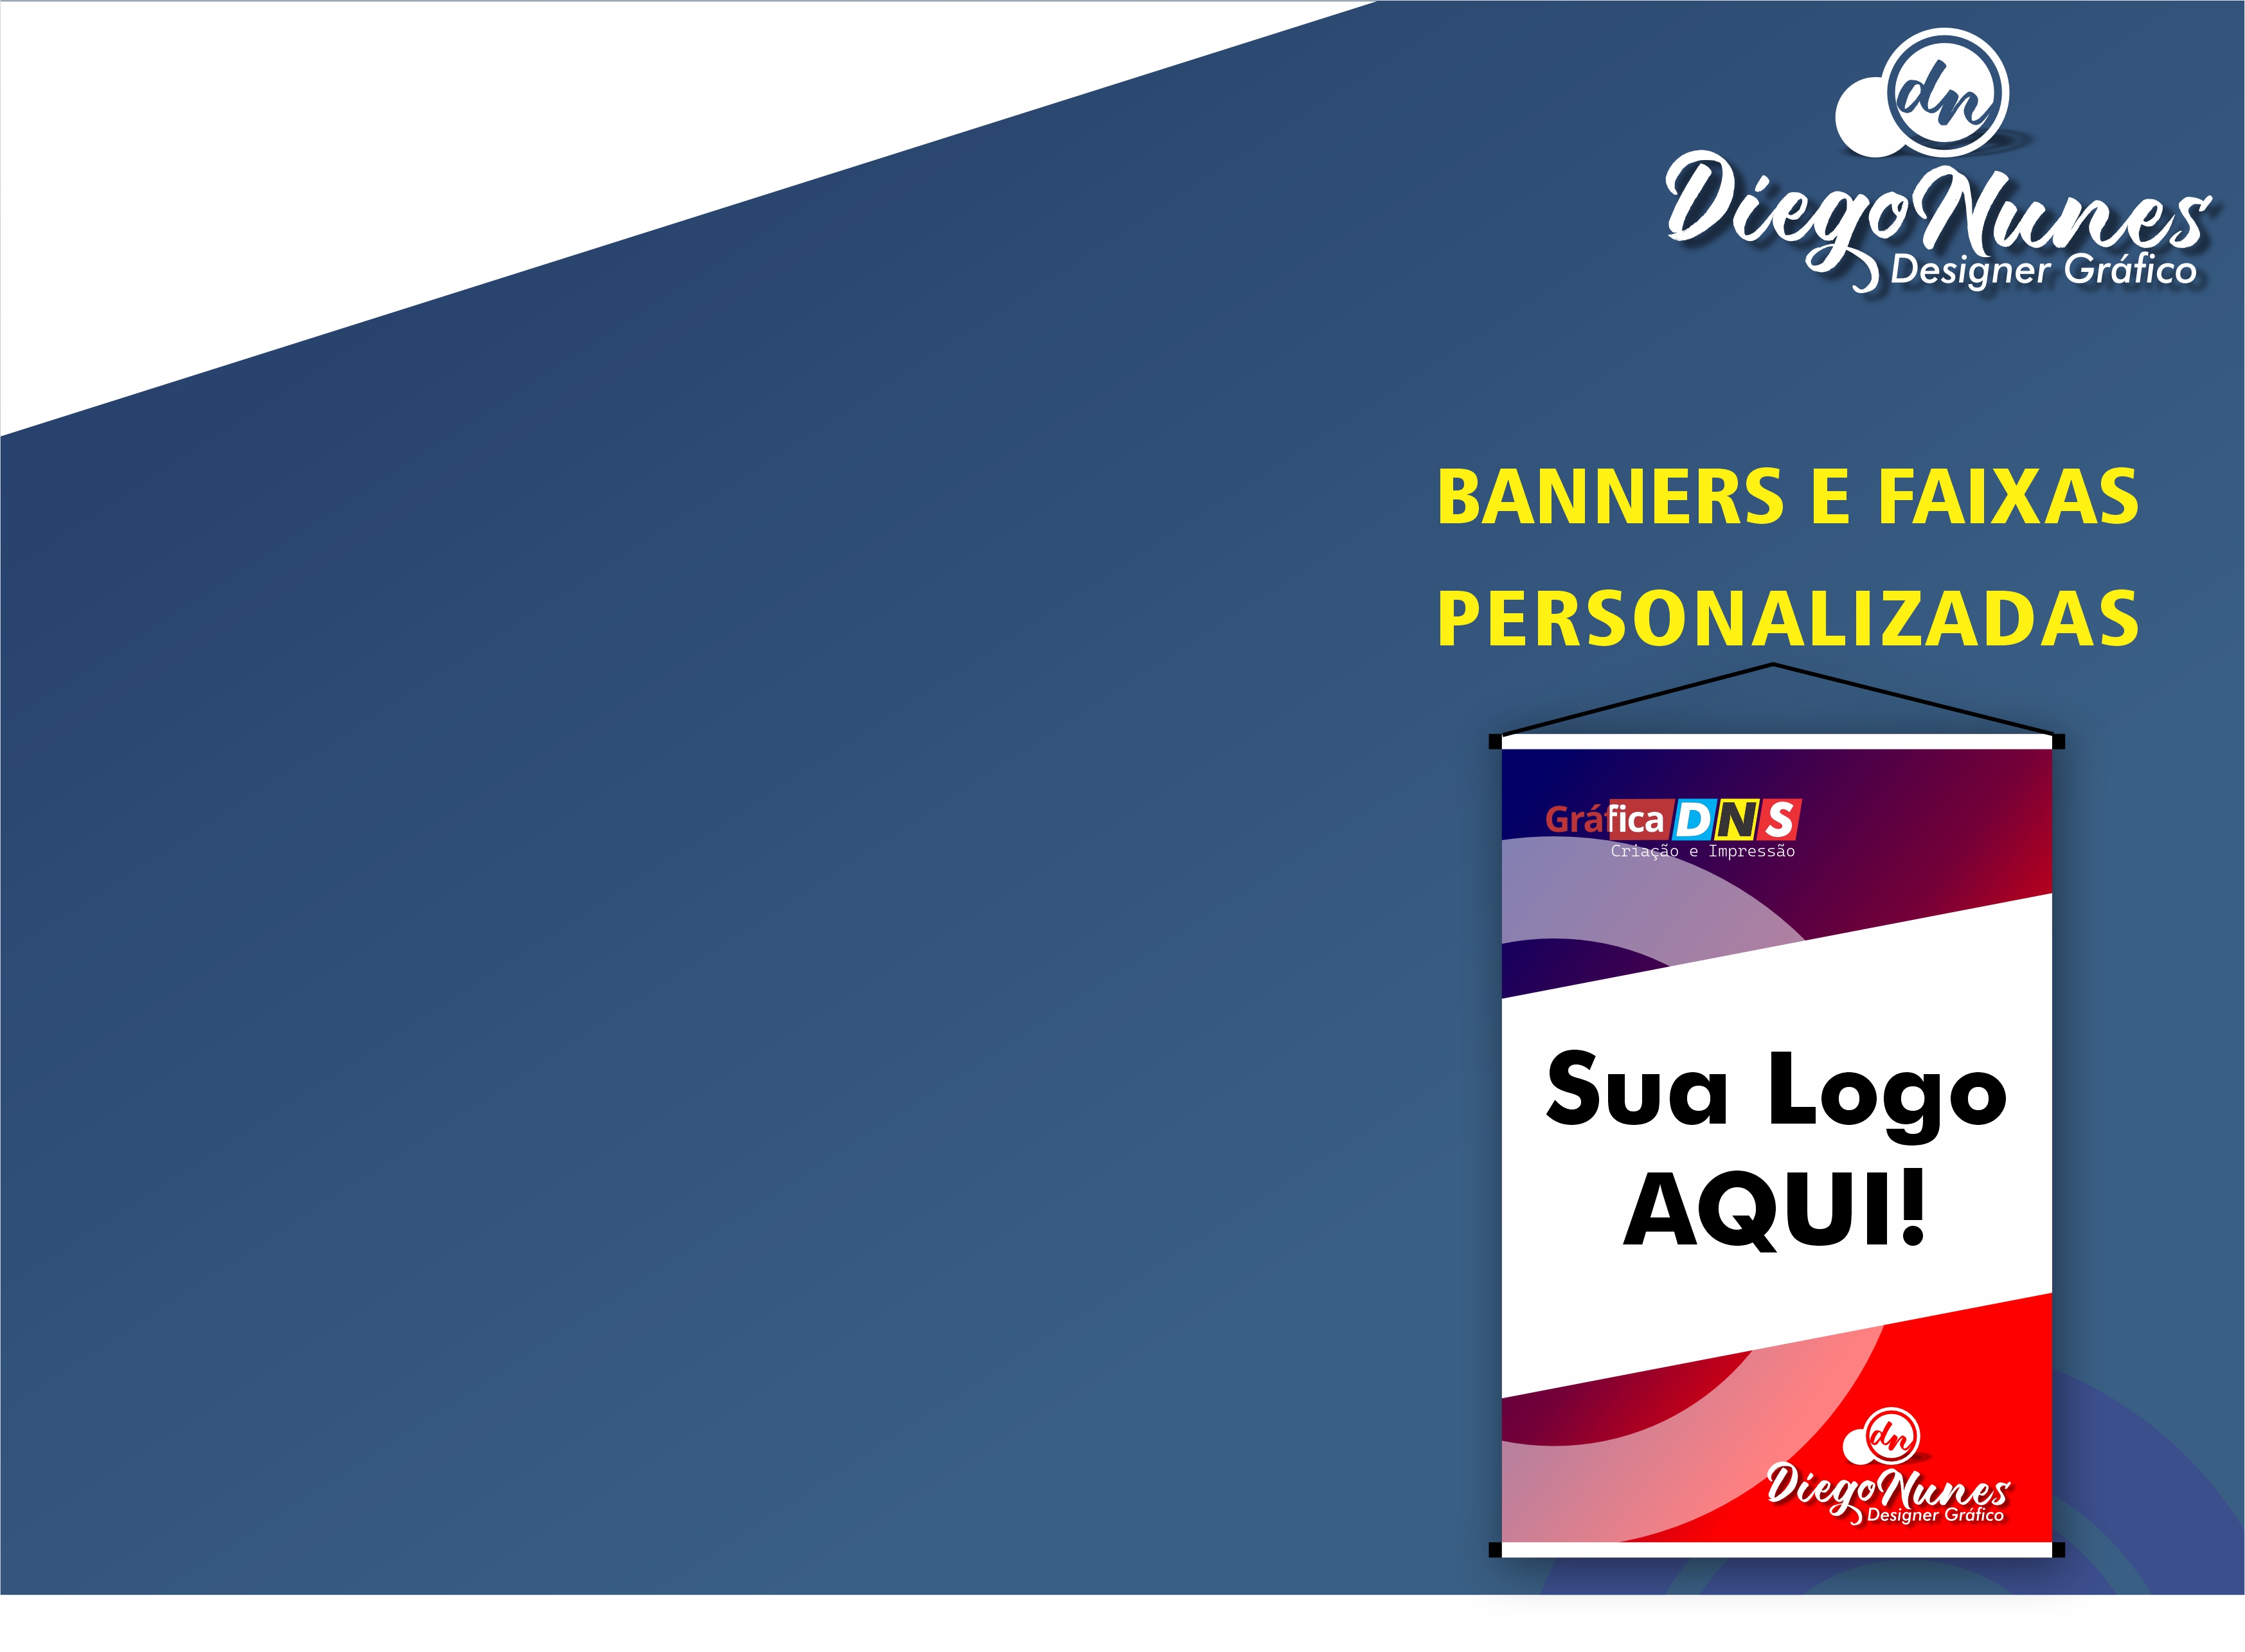 dn
DiegoNunes
Designer Gráfico
BANNERS E FAIXAS
PERSONALIZADAS
Gráfica DNS
Criação e Impressão
Sua Logo
AQUI!
dn
DiegoNunes
Designer Gráfico